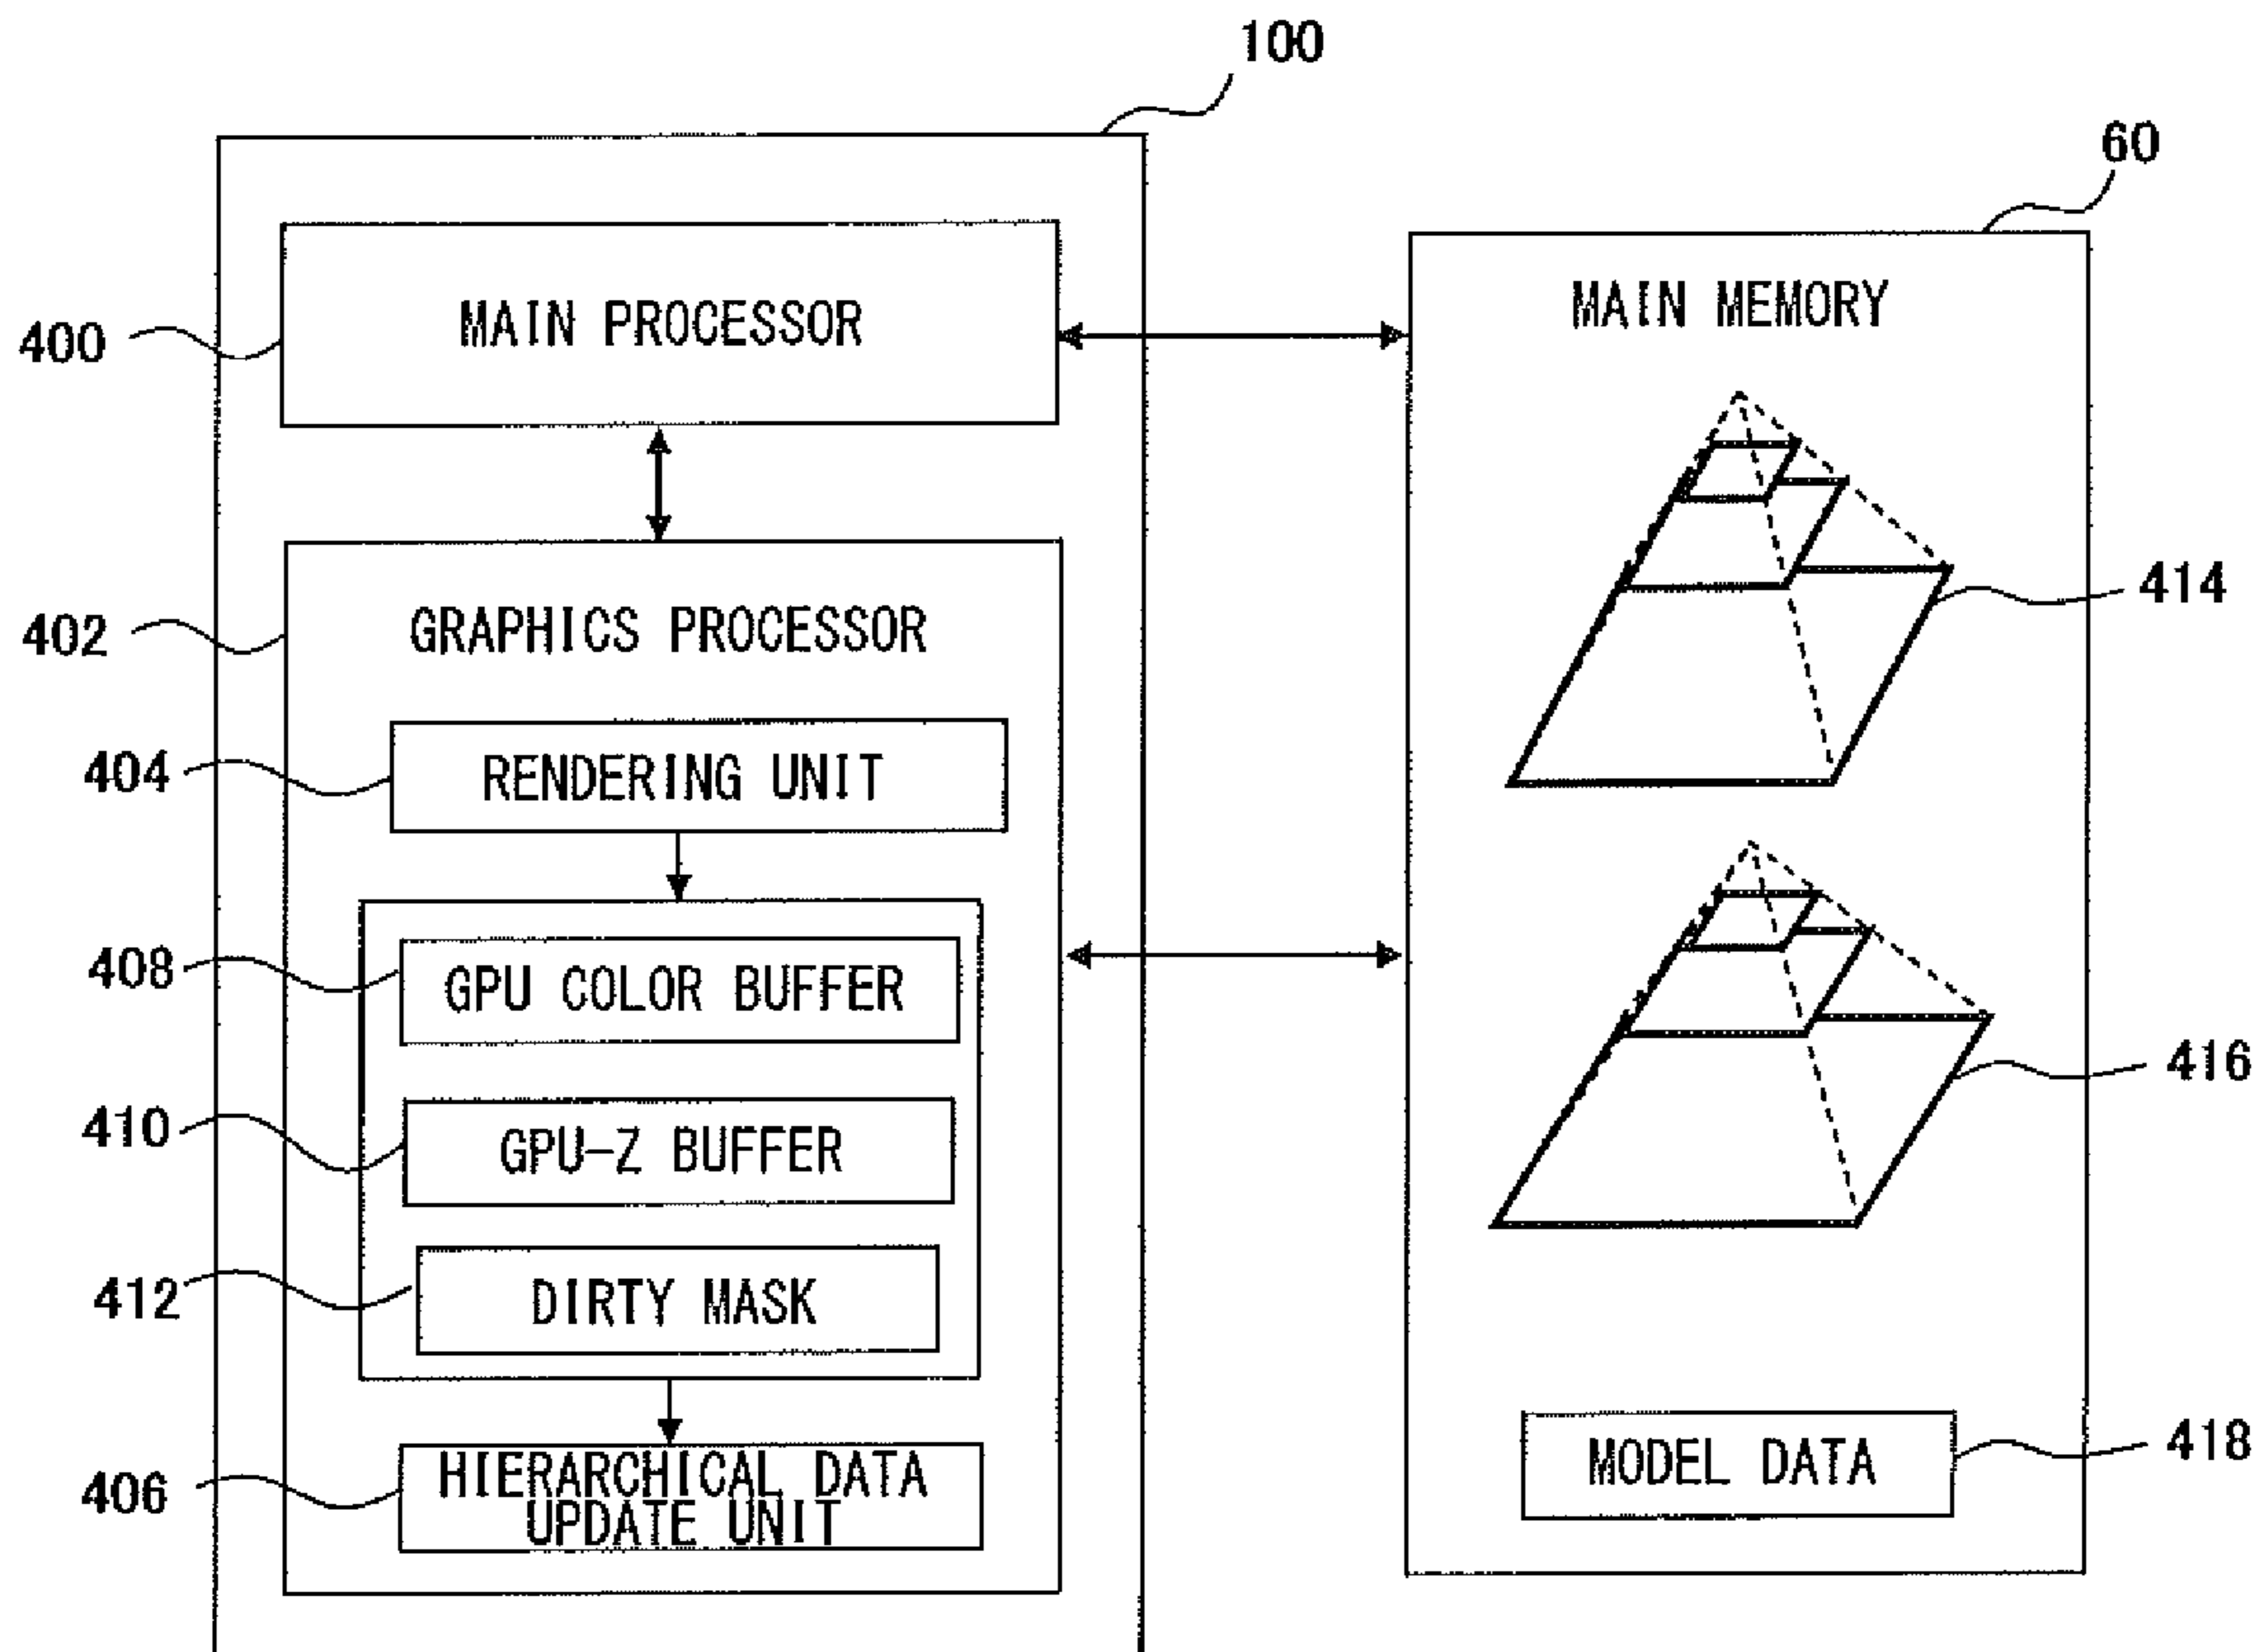 100
60
MAIN PROCESSOR
MAIN MEMORY
400
414
402
GRAPHICS PROCESSOR
404
RENDERING UNIT
408
GPU COLOR BUFFER
416
410
GPU-Z BUFFER
412
DIRTY MASK
418
MODEL DATA
406
HIERARCHICAL DATA
UPDATE UNIT